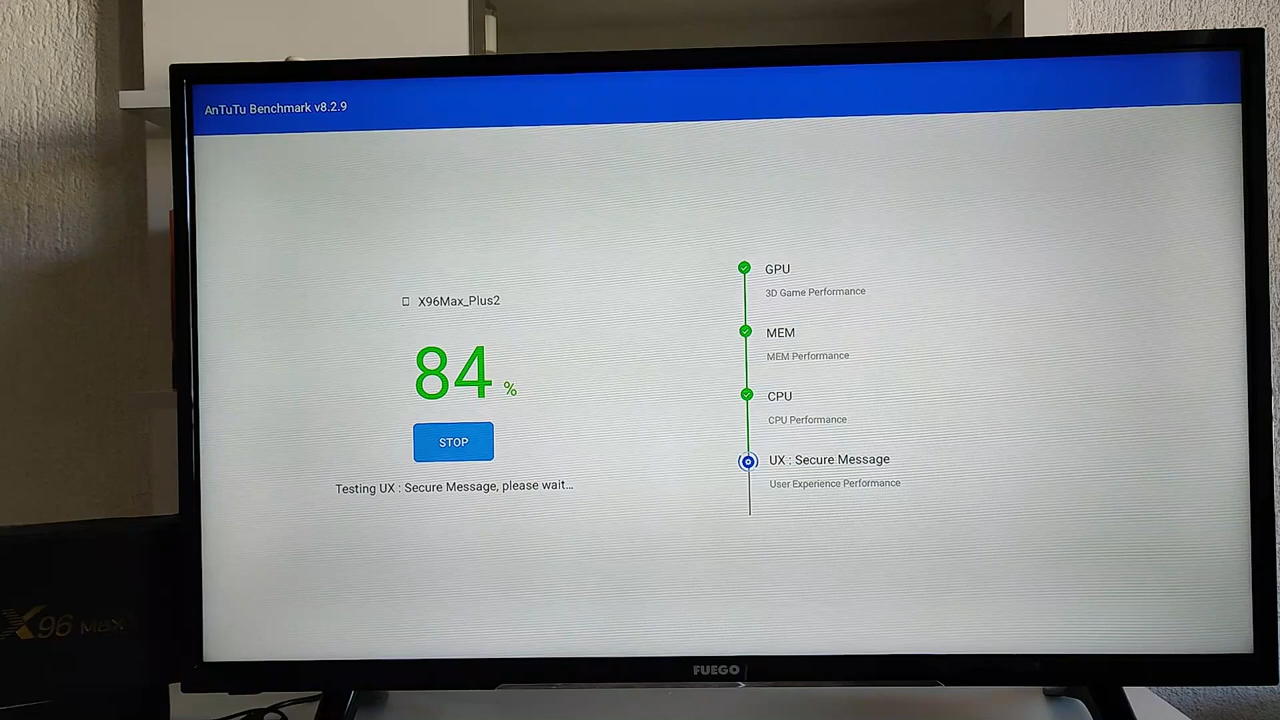 AnTuTu Benchmark v8.2.9
X96Max_Plus2
84 %
STOP
Testing UX : Secure Message, please wait...
GPU
3D Game Performance
MEM
MEM Performance
CPU
CPU Performance
UX : Secure Message
User Experience Performance
X96 Max
FUEGO